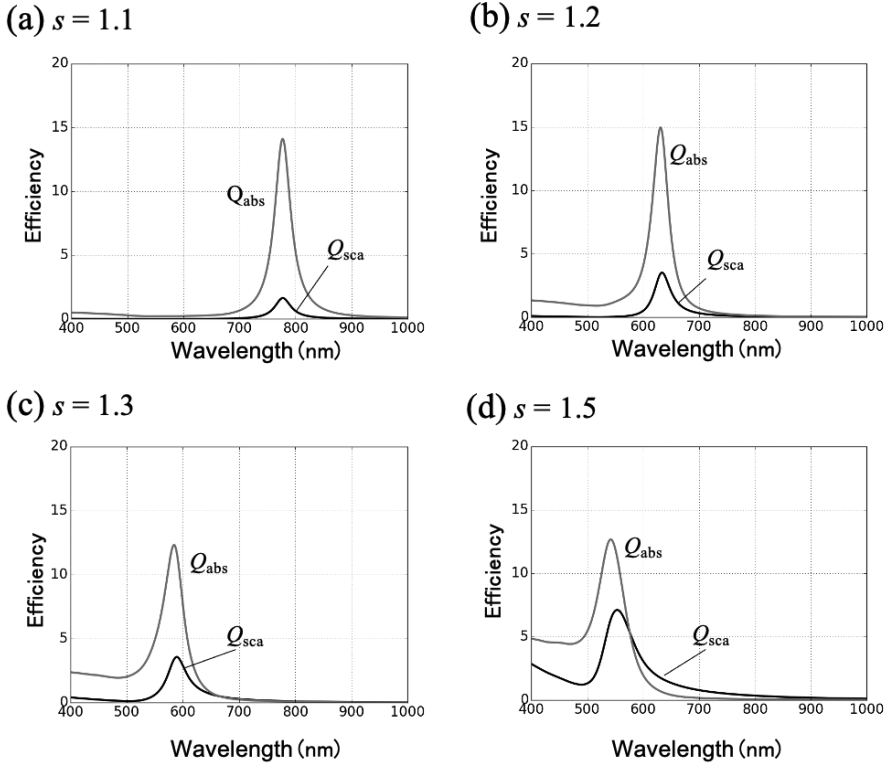 (a) s = 1.1
20
15
10
5
0
400 500 600 700 800 900 1000
Efficiency
Wavelength (nm)
Qabs
Qsca
(b) s = 1.2
20
15
10
5
0
400 500 600 700 800 900 1000
Efficiency
Wavelength (nm)
Qabs
Qsca
(c) s = 1.3
20
15
10
5
0
400 500 600 700 800 900 1000
Efficiency
Wavelength (nm)
Qabs
Qsca
(d) s = 1.5
20
15
10
5
0
400 500 600 700 800 900 1000
Efficiency
Wavelength (nm)
Qabs
Qsca